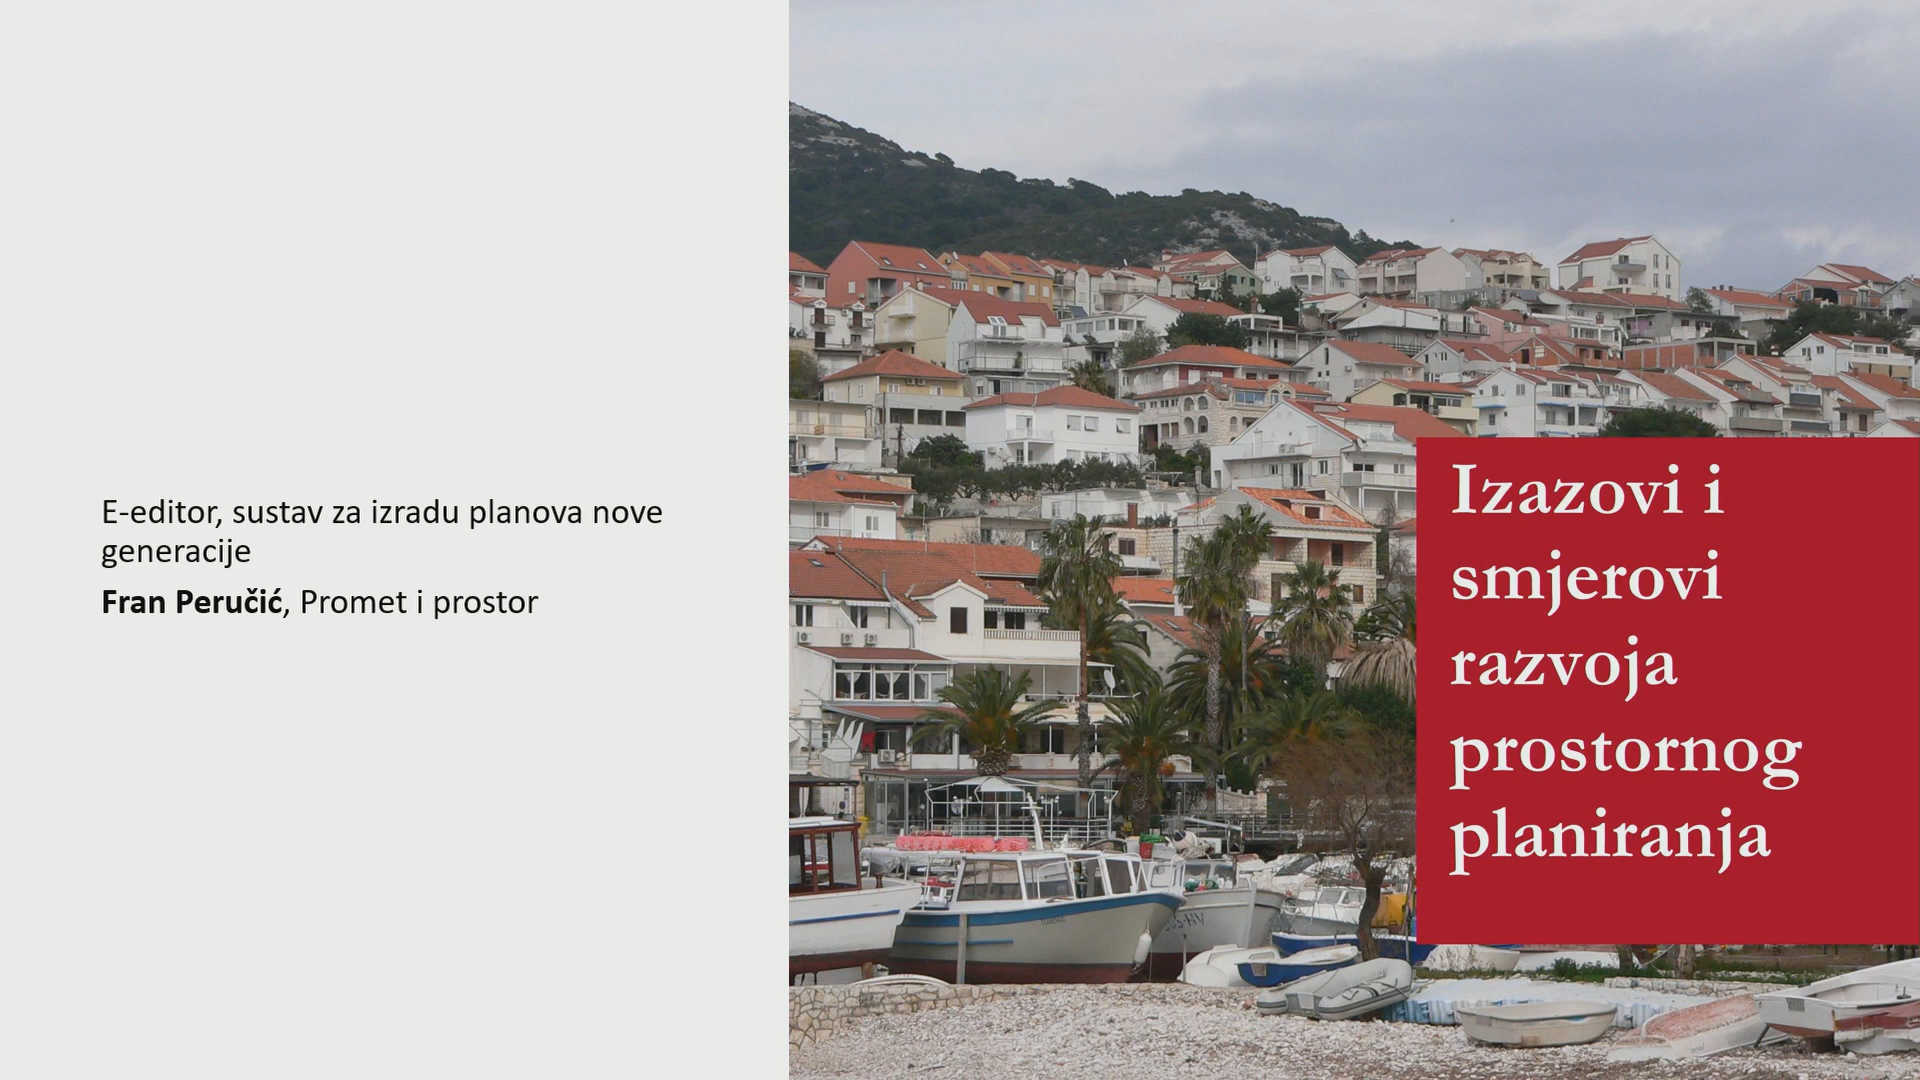 E-editor, sustav za izradu planova nove
generacije
Fran Peručić, Promet i prostor
Izazovi i
smjerovi
razvoja
prostornog
planiranja